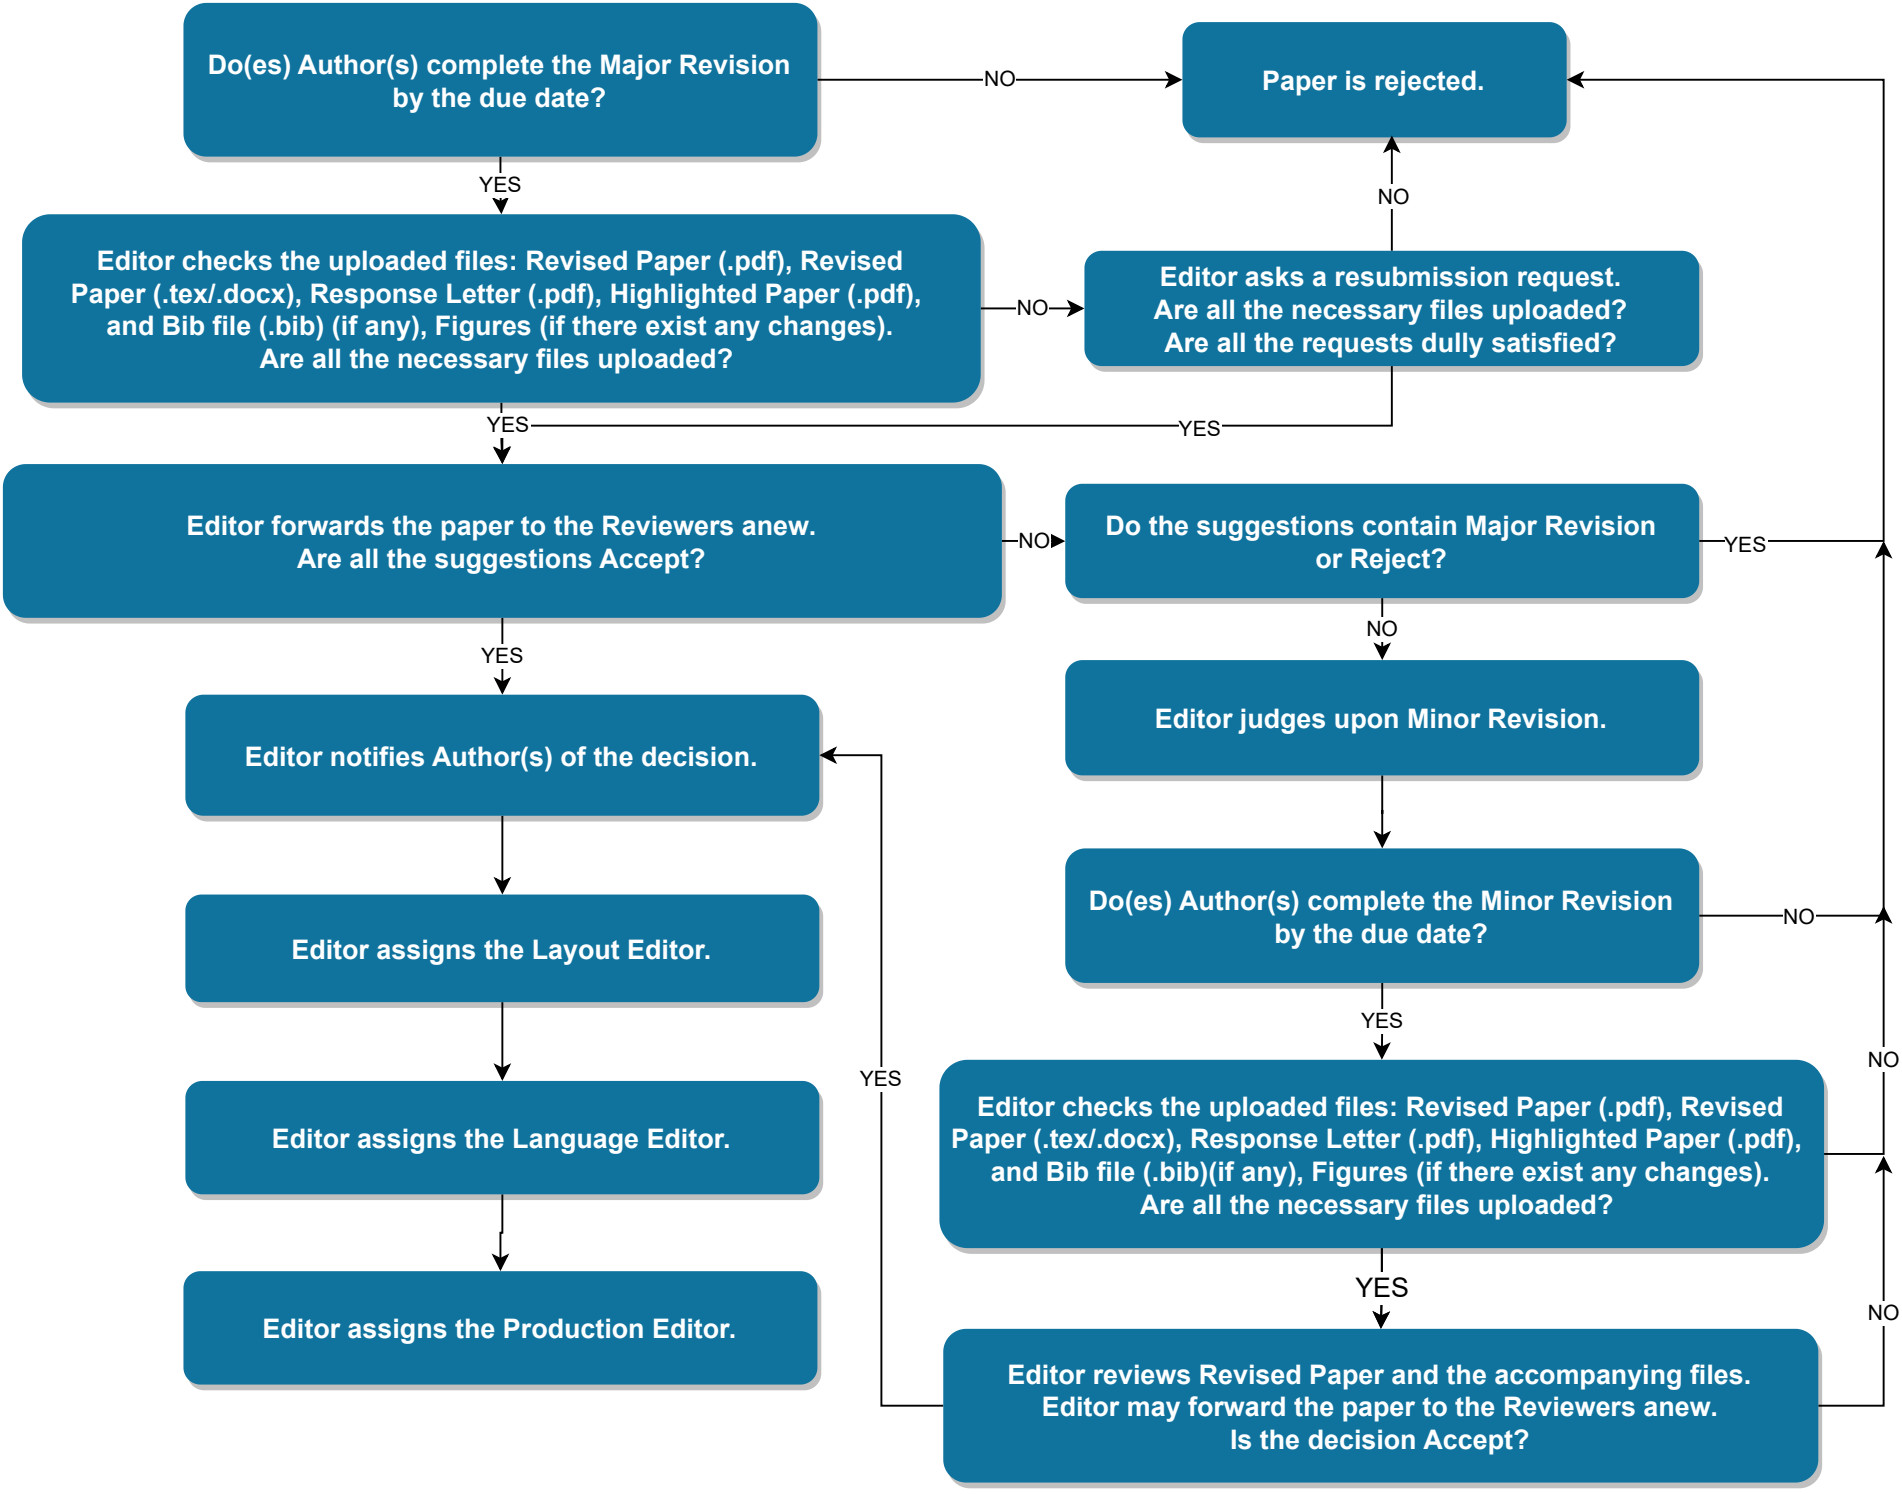 Do(es) Author(s) complete the Major Revision
by the due date?
NO
Paper is rejected.
YES
NO
Editor checks the uploaded files: Revised Paper (.pdf), Revised
Paper (.tex/.docx), Response Letter (.pdf), Highlighted Paper (.pdf),
and Bib file (.bib) (if any), Figures (if there exist any changes).
Are all the necessary files uploaded?
NO
Editor asks a resubmission request.
Are all the necessary files uploaded?
Are all the requests dully satisfied?
YES
YES
Editor forwards the paper to the Reviewers anew.
Are all the suggestions Accept?
NO
Do the suggestions contain Major Revision
or Reject?
YES
NO
YES
Editor judges upon Minor Revision.
Editor notifies Author(s) of the decision.
Do(es) Author(s) complete the Minor Revision
by the due date?
NO
Editor assigns the Layout Editor.
YES
NO
YES
Editor checks the uploaded files: Revised Paper (.pdf), Revised
Paper (.tex/.docx), Response Letter (.pdf), Highlighted Paper (.pdf),
and Bib file (.bib)(if any), Figures (if there exist any changes).
Are all the necessary files uploaded?
Editor assigns the Language Editor.
YES
NO
Editor assigns the Production Editor.
Editor reviews Revised Paper and the accompanying files.
Editor may forward the paper to the Reviewers anew.
Is the decision Accept?